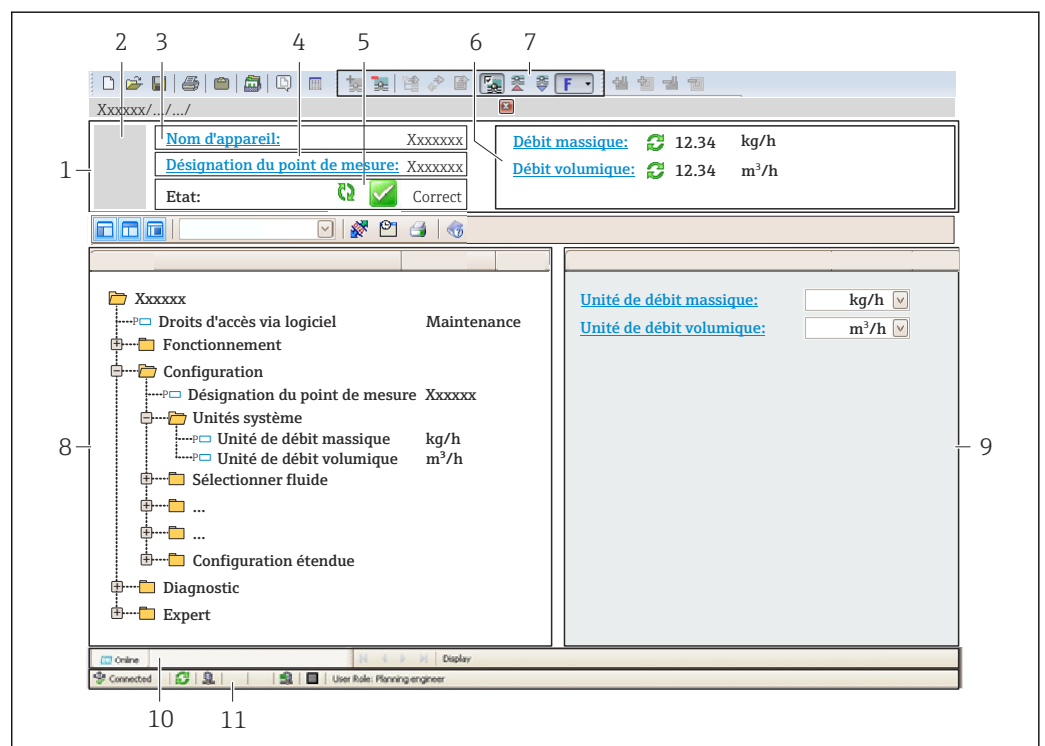 2 3 4 5 6 7
F
Xxxxxx/.../.../
1
Nom d'appareil: Xxxxxxx
Désignation du point de mesure: Xxxxxxx
Etat: Correct
Débit massique: 12.34 kg/h
Débit volumique: 12.34 m³/h
Xxxxxx
P Droits d'accès via logiciel Maintenance
Fonctionnement
Configuration
P Désignation du point de mesure Xxxxxx
Unités système
P Unité de débit massique kg/h
P Unité de débit volumique m³/h
Sélectionner fluide
...
...
Configuration étendue
Diagnostic
Expert
8
Unité de débit massique: kg/h
Unité de débit volumique: m³/h
9
Online Display
Connected User Role: Planning engineer
10 11